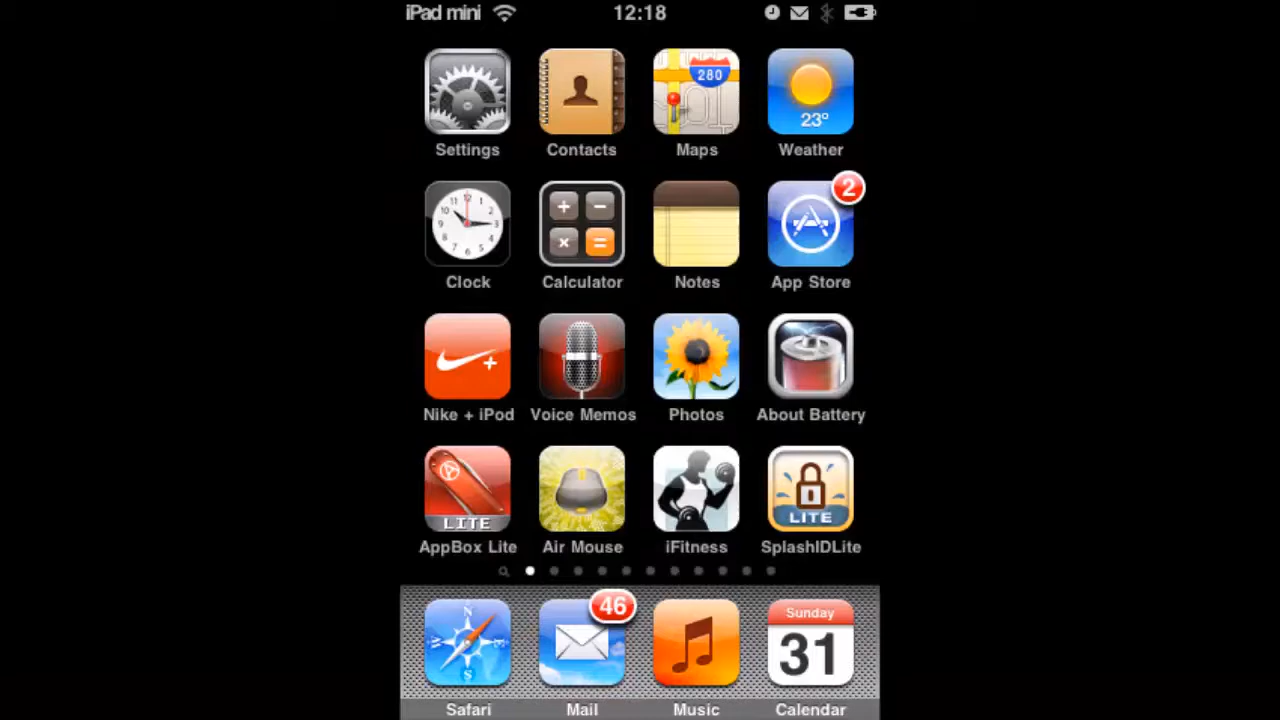 iPad mini 12:18
280
23°
Settings Contacts Maps Weather
2
Clock Calculator Notes App Store
Nike + iPod Voice Memos Photos About Battery
LITE LITE
AppBox Lite Air Mouse iFitness SplashIDLite
46
Sunday
31
N
W E
S
Safari Mail Music Calendar